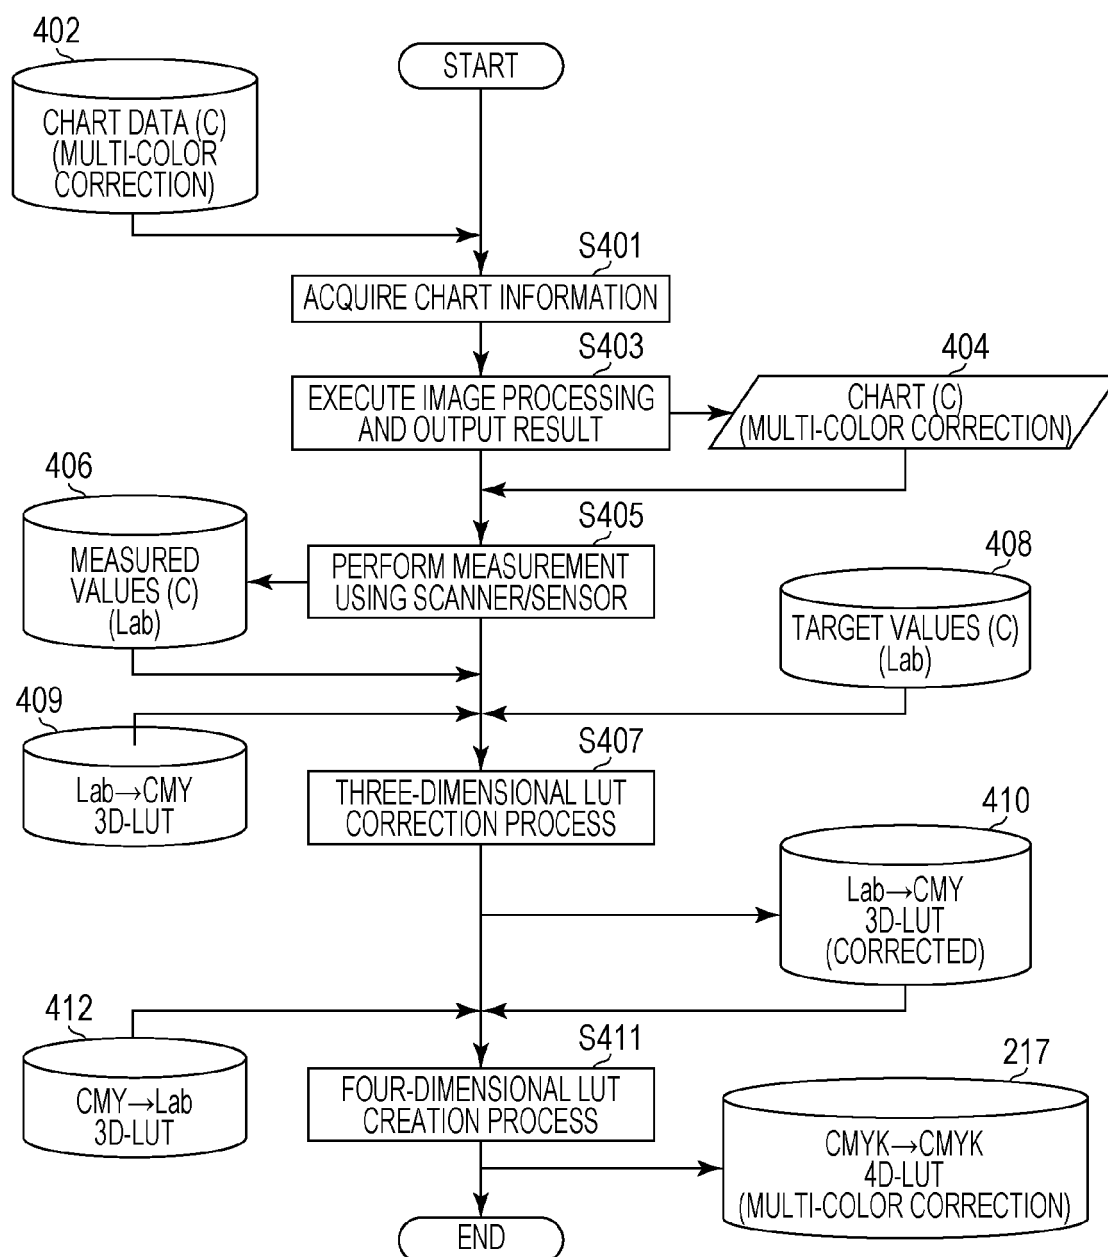 402
START
CHART DATA (C)
(MULTI-COLOR
CORRECTION)
S401
ACQUIRE CHART INFORMATION
S403
EXECUTE IMAGE PROCESSING
AND OUTPUT RESULT
404
CHART (C)
(MULTI-COLOR CORRECTION)
406
MEASURED
VALUES (C)
(Lab)
S405
PERFORM MEASUREMENT
USING SCANNER/SENSOR
408
TARGET VALUES (C)
(Lab)
409
Lab→CMY
3D-LUT
S407
THREE-DIMENSIONAL LUT
CORRECTION PROCESS
410
Lab→CMY
3D-LUT
(CORRECTED)
412
CMY→Lab
3D-LUT
S411
FOUR-DIMENSIONAL LUT
CREATION PROCESS
217
CMYK→CMYK
4D-LUT
(MULTI-COLOR CORRECTION)
END